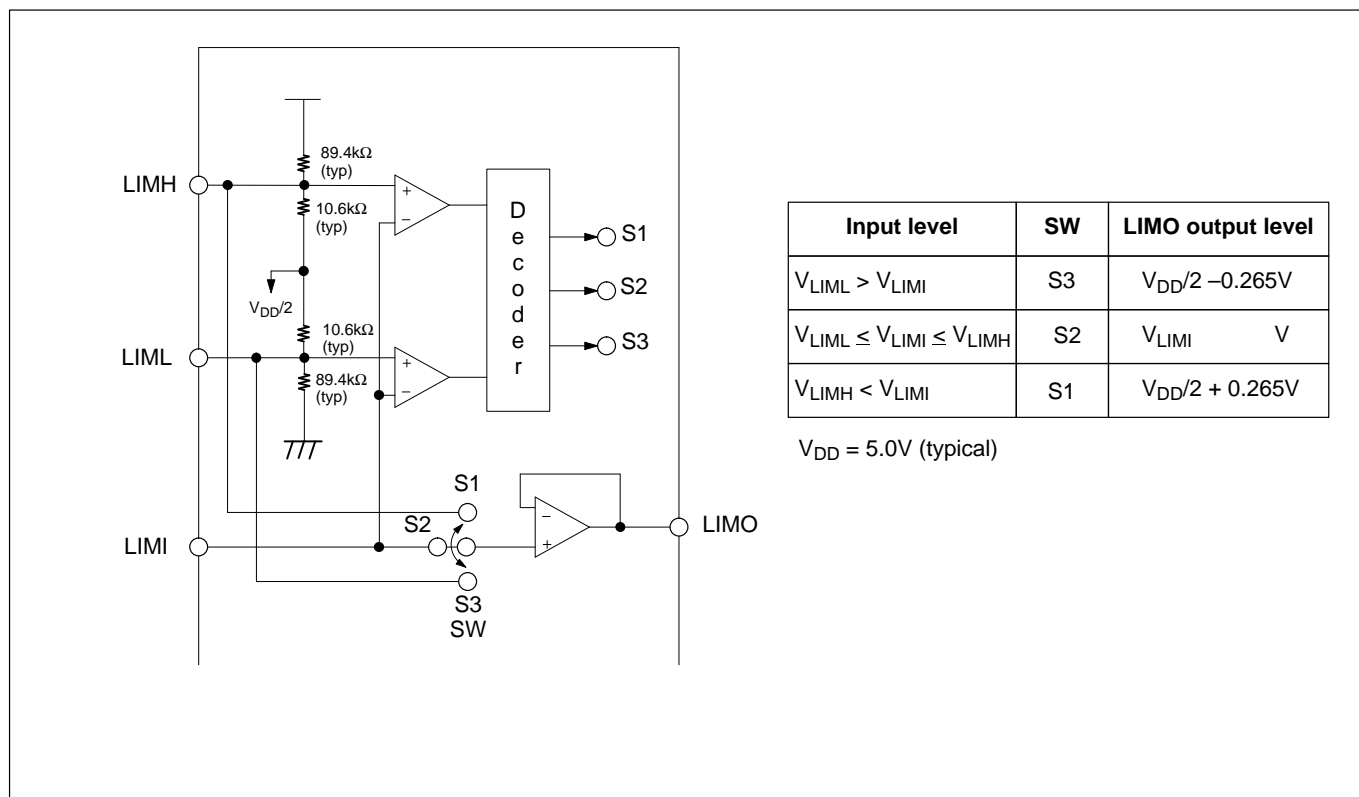 89.4kΩ
(typ)
LIMH
10.6kΩ
(typ)
VDD/2
10.6kΩ
(typ)
LIML
89.4kΩ
(typ)
+
–
+
–
D
e
c
o
d
e
r
S1
S2
S3
S1
S2
LIMI
S3
SW
–
+
LIMO
Input level SW LIMO output level
VLIML > VLIMI S3 VDD/2 –0.265V
VLIML ≤ VLIMI ≤ VLIMH S2 VLIMI V
VLIMH < VLIMI S1 VDD/2 + 0.265V
VDD = 5.0V (typical)